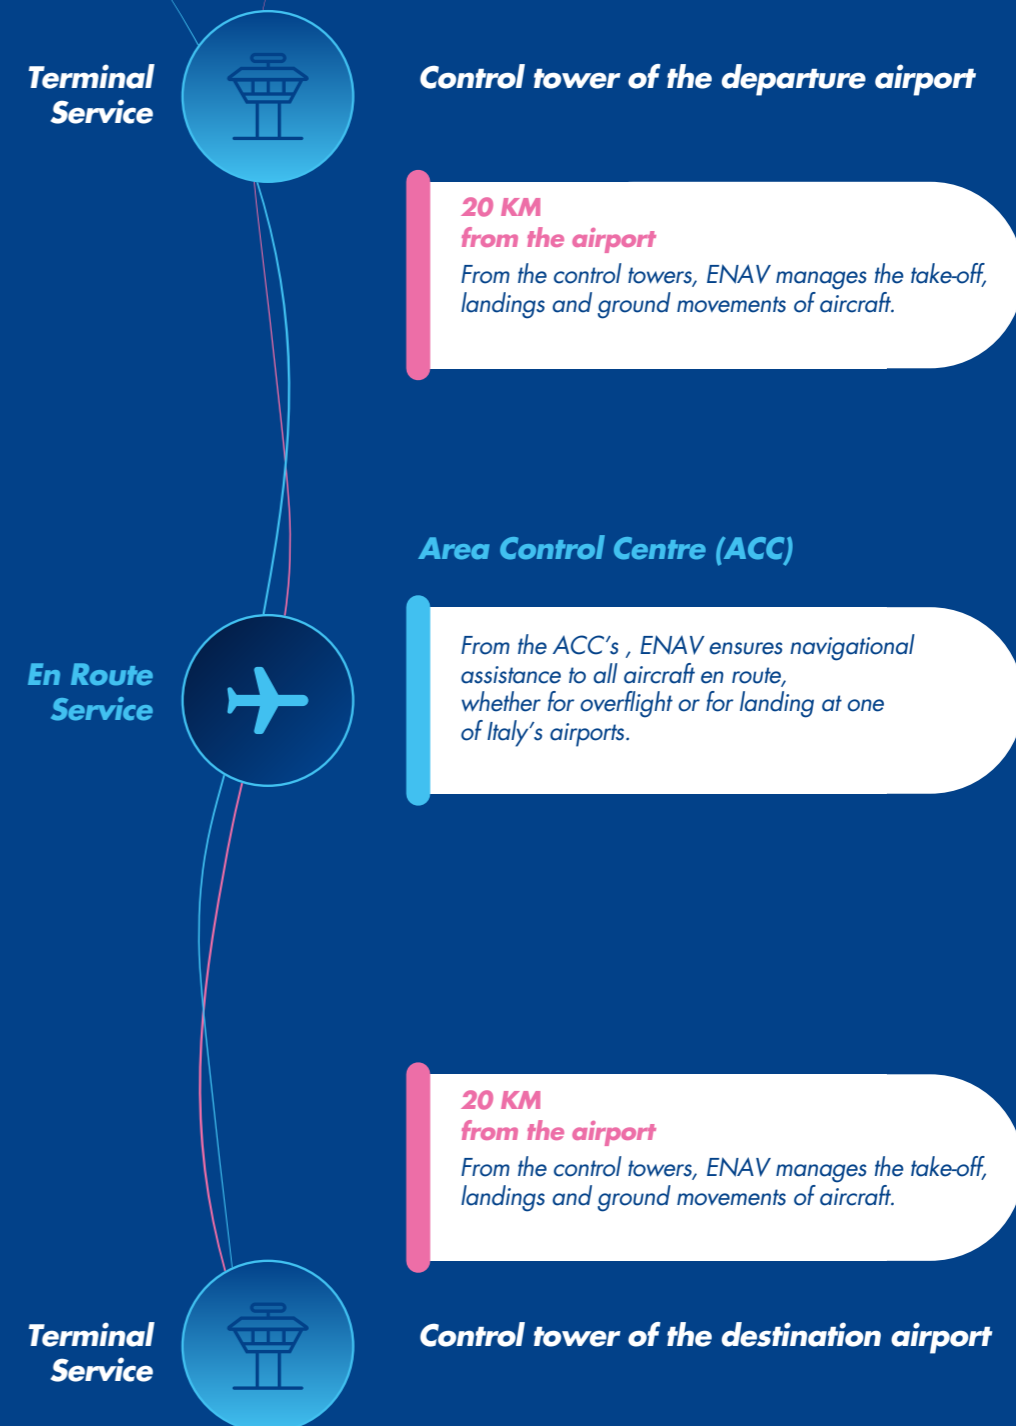 Terminal
Service
Control tower of the departure airport
20 KM
from the airport
From the control towers, ENAV manages the take-off,
landings and ground movements of aircraft.
Area Control Centre (ACC)
En Route
Service
From the ACC’s , ENAV ensures navigational
assistance to all aircraft en route,
whether for overflight or for landing at one
of Italy’s airports.
20 KM
from the airport
From the control towers, ENAV manages the take-off,
landings and ground movements of aircraft.
Terminal
Service
Control tower of the destination airport